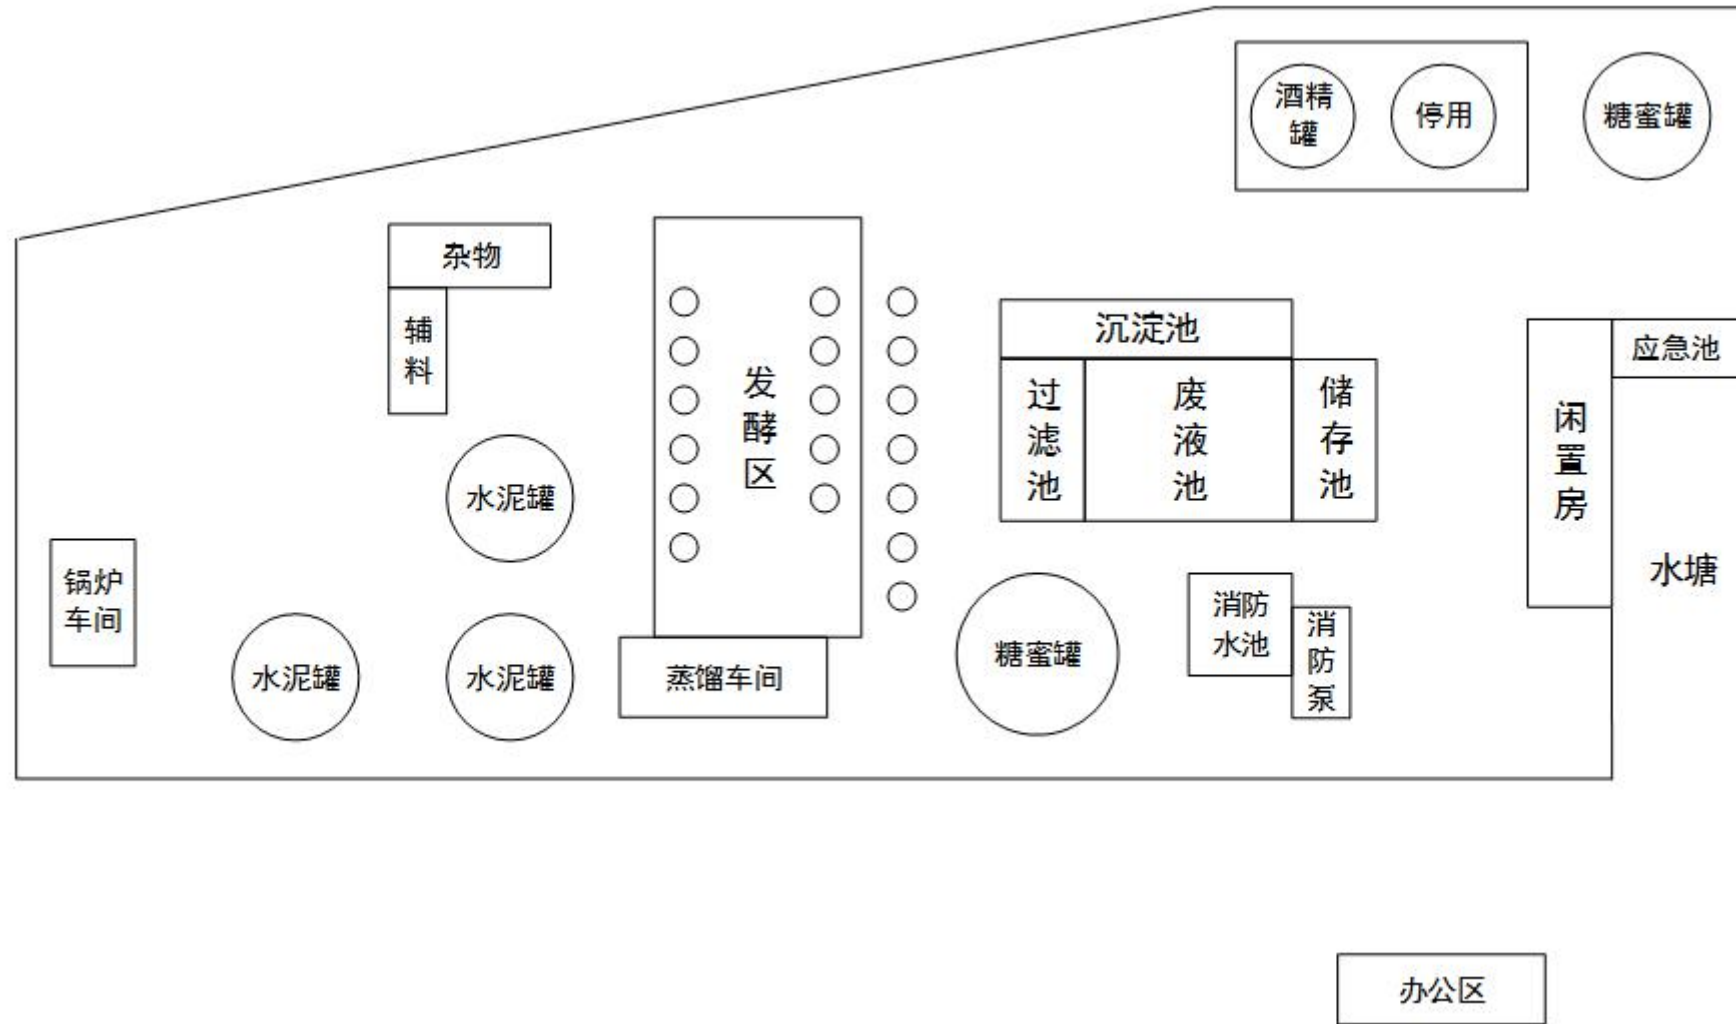 酒精
罐
停用
糖蜜罐
杂物
辅
料
发
酵
区
沉淀池
过
滤
池
废
液
池
储
存
池
应急池
闲
置
房
水塘
水泥罐
锅炉
车间
水泥罐
水泥罐
蒸馏车间
糖蜜罐
消防
水池
消
防
泵
办公区